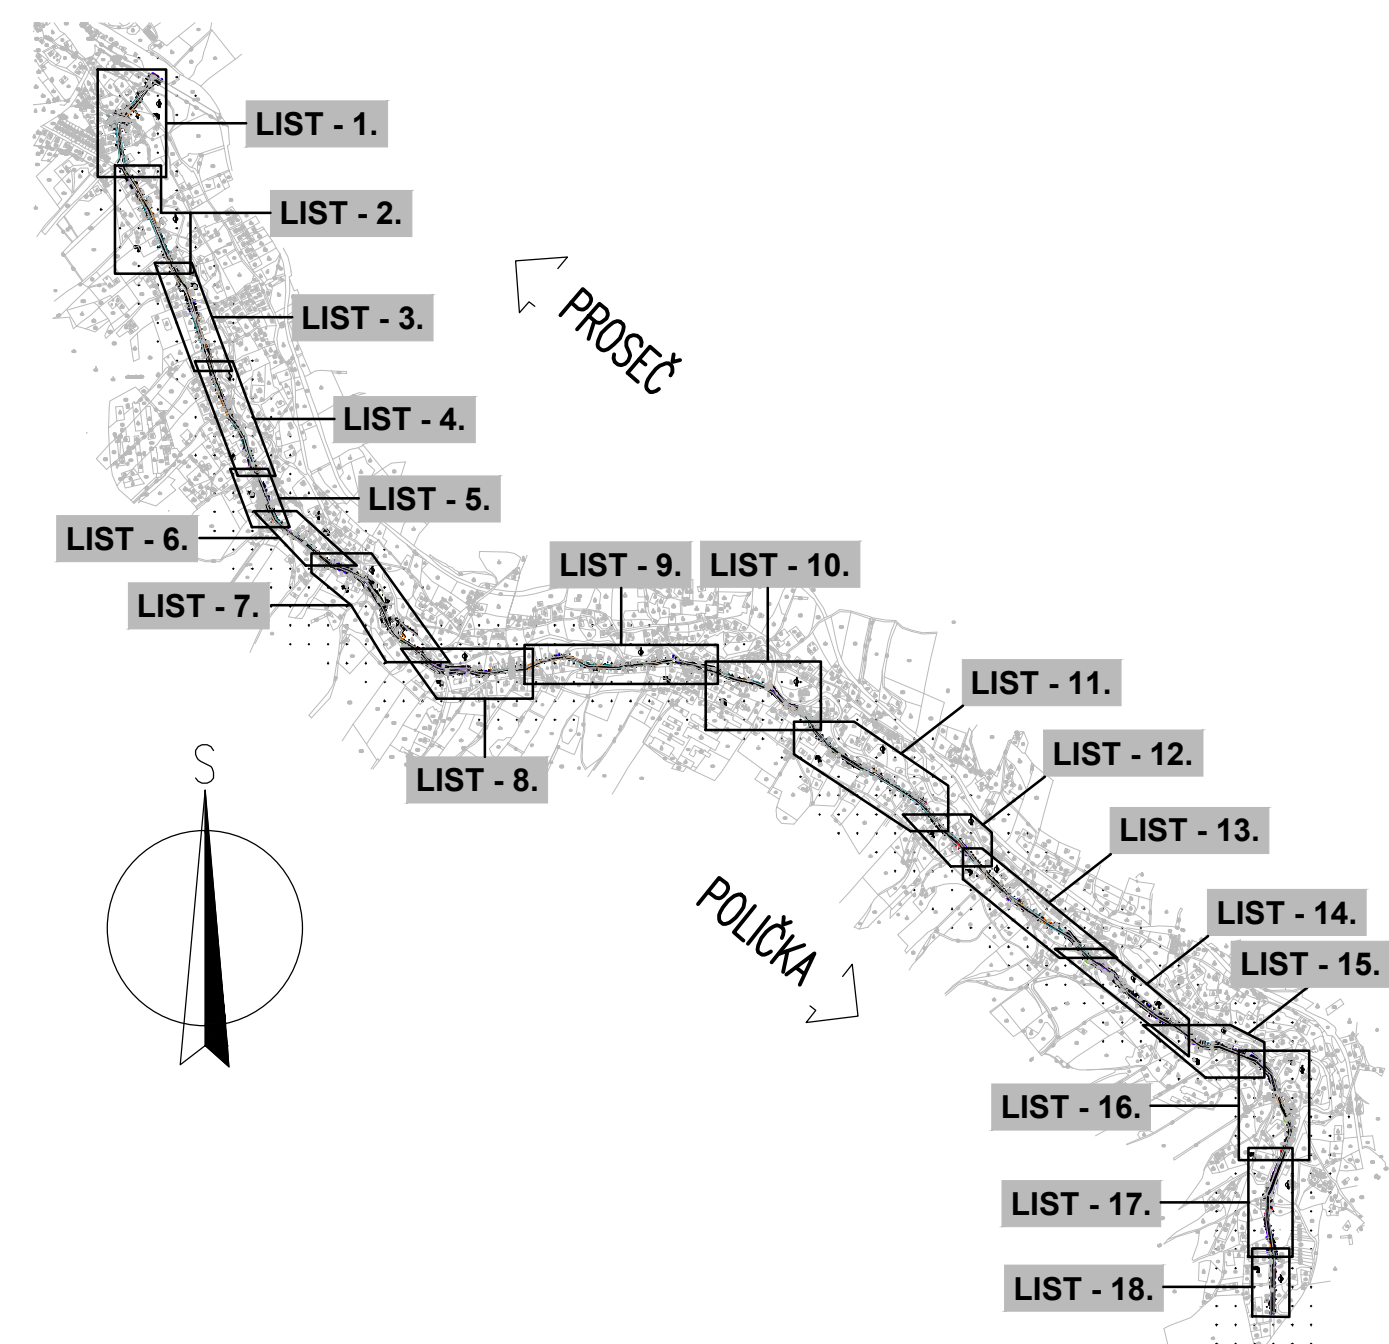 LIST - 1.
LIST - 2.
PROSEČ
LIST - 3.
LIST - 4.
LIST - 5.
LIST - 6.
LIST - 7.
LIST - 9.
LIST - 10.
LIST - 8.
LIST - 11.
LIST - 12.
S
LIST - 13.
POLIČKA
LIST - 14.
LIST - 15.
LIST - 16.
LIST - 17.
LIST - 18.